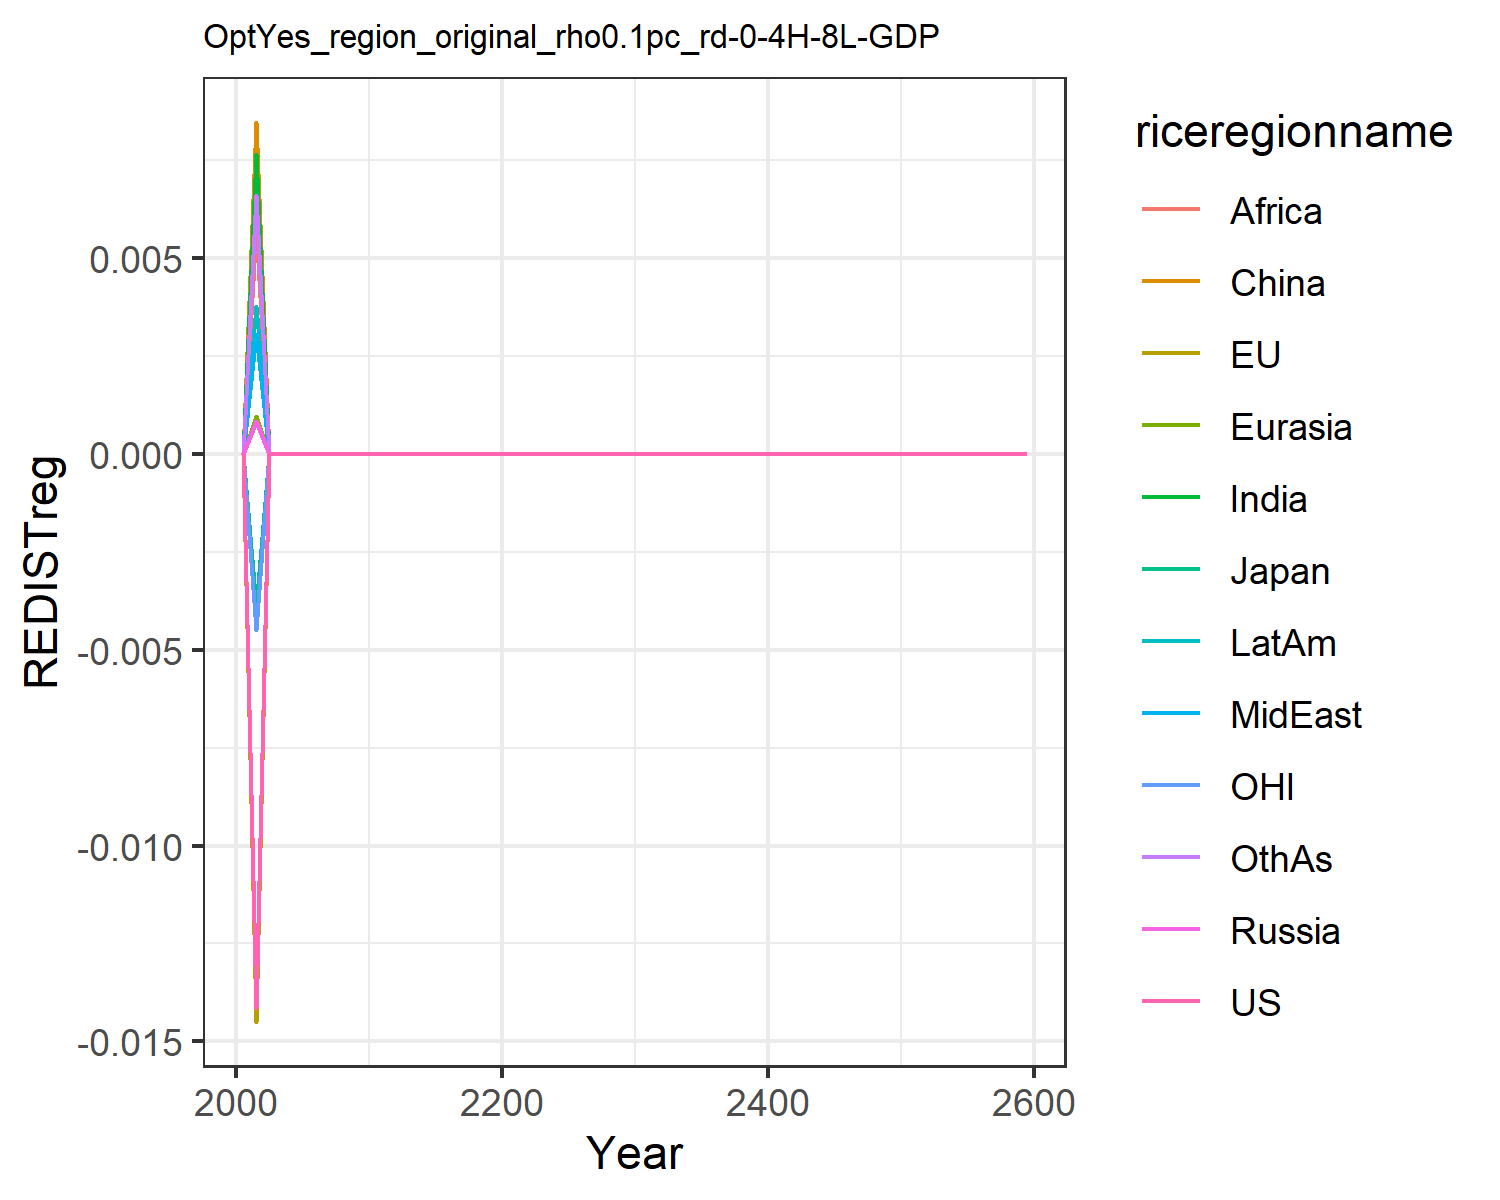 OptYes_region_original_rho0.1pc_rd-0-4H-8L-GDP
REDISTreg
0.005
0.000
-0.005
-0.010
-0.015
2000
2200
2400
2600
Year
riceregionname
Africa
China
EU
Eurasia
India
Japan
LatAm
MidEast
OHI
OthAs
Russia
US